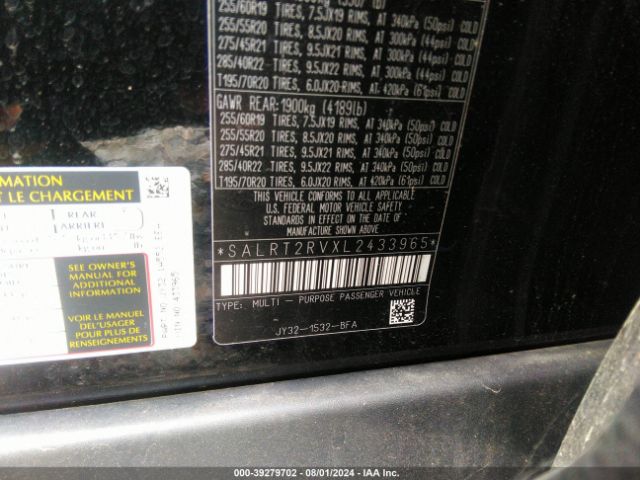 255/60R19 TIRES, 7.5JX19 RIMS, AT 340kPa (50psi) COLD
255/55R20 TIRES, 8.5JX20 RIMS, AT 300kPa (44psi) COLD
275/45R21 TIRES, 9.5JX21 RIMS, AT 300kPa (44psi) COLD
285/40R22 TIRES, 9.5JX22 RIMS, AT 300kPa (44psi) COLD
T195/70R20 TIRES, 6.0JX20 RIMS, AT 420kPa (61psi) COLD
GAWR REAR: 1900kg (4189lb)
255/60R19 TIRES, 7.5JX19 RIMS, AT 340kPa (50psi) COLD
255/55R20 TIRES, 8.5JX20 RIMS, AT 340kPa (50psi) COLD
275/45R21 TIRES, 9.5JX21 RIMS, AT 340kPa (50psi) COLD
285/40R22 TIRES, 9.5JX22 RIMS, AT 340kPa (50psi) COLD
T195/70R20 TIRES, 6.0JX20 RIMS, AT 420kPa (61psi) COLD
THIS VEHICLE CONFORMS TO ALL APPLICABLE
U.S. FEDERAL MOTOR VEHICLE SAFETY
STANDARDS IN EFFECT ON THE DATE OF
MANUFACTURE SHOWN ABOVE
*SALRT2RVXL2433965*
TYPE: MULTI - PURPOSE PASSENGER VEHICLE
JY32-1532-BFA
RMATION
T LE CHARGEMENT
REAR
ARRIÈRE
SEE OWNER'S
MANUAL FOR
ADDITIONAL
INFORMATION
VOIR LE MANUEL
DE L'USAGER
POUR PLUS DE
RENSEIGNEMENTS
000-39279702 - 08/01/2024 - IAA Inc.